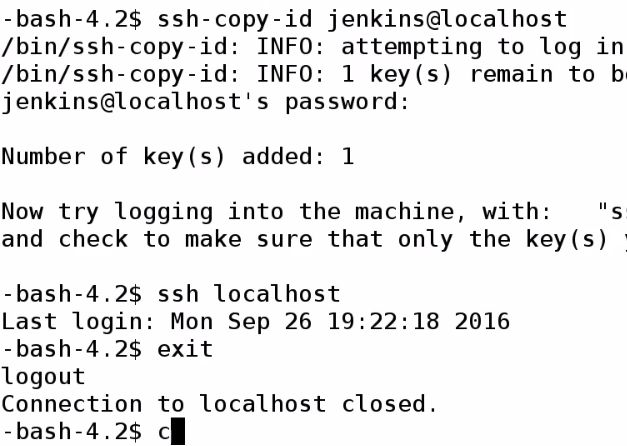 -bash-4.2$ ssh-copy-id jenkins@localhost
/bin/ssh-copy-id: INFO: attempting to log in
/bin/ssh-copy-id: INFO: 1 key(s) remain to
jenkins@localhost's password:
Number of key(s) added: 1
Now try logging into the machine, with:   "
and check to make sure that only the key(s)
-bash-4.2$ ssh localhost
Last login: Mon Sep 26 19:22:18 2016
-bash-4.2$ exit
logout
Connection to localhost closed.
-bash-4.2$ c